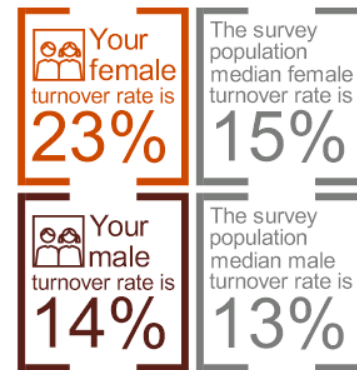 Your
female
turnover rate is
23%
The survey
population
median female
turnover rate is
15%
Your
male
turnover rate is
14%
The survey
population
median male
turnover rate is
13%